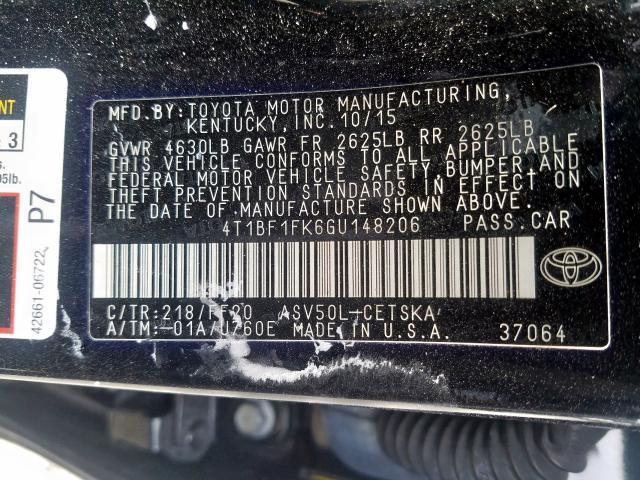 MFD.BY:TOYOTA MOTOR MANUFACTURING,
KENTUCKY,INC.10/15
GVWR 4630LB GAWR FR 2625LB RR 2625LB
THIS VEHICLE CONFORMS TO ALL APPLICABLE
FEDERAL MOTOR VEHICLE SAFETY,BUMPER,AND
THEFT PREVENTION STANDARDS IN EFFECT ON
THE DATE OF MANUFACTURE SHOWN ABOVE.
4T1BF1FK6GU148206 PASS.CAR
C/TR:218/FF20 ASV50L-CETSKA
A/TM:-01A/U760E MADE IN U.S.A.
37064
3
P7
42661-06722